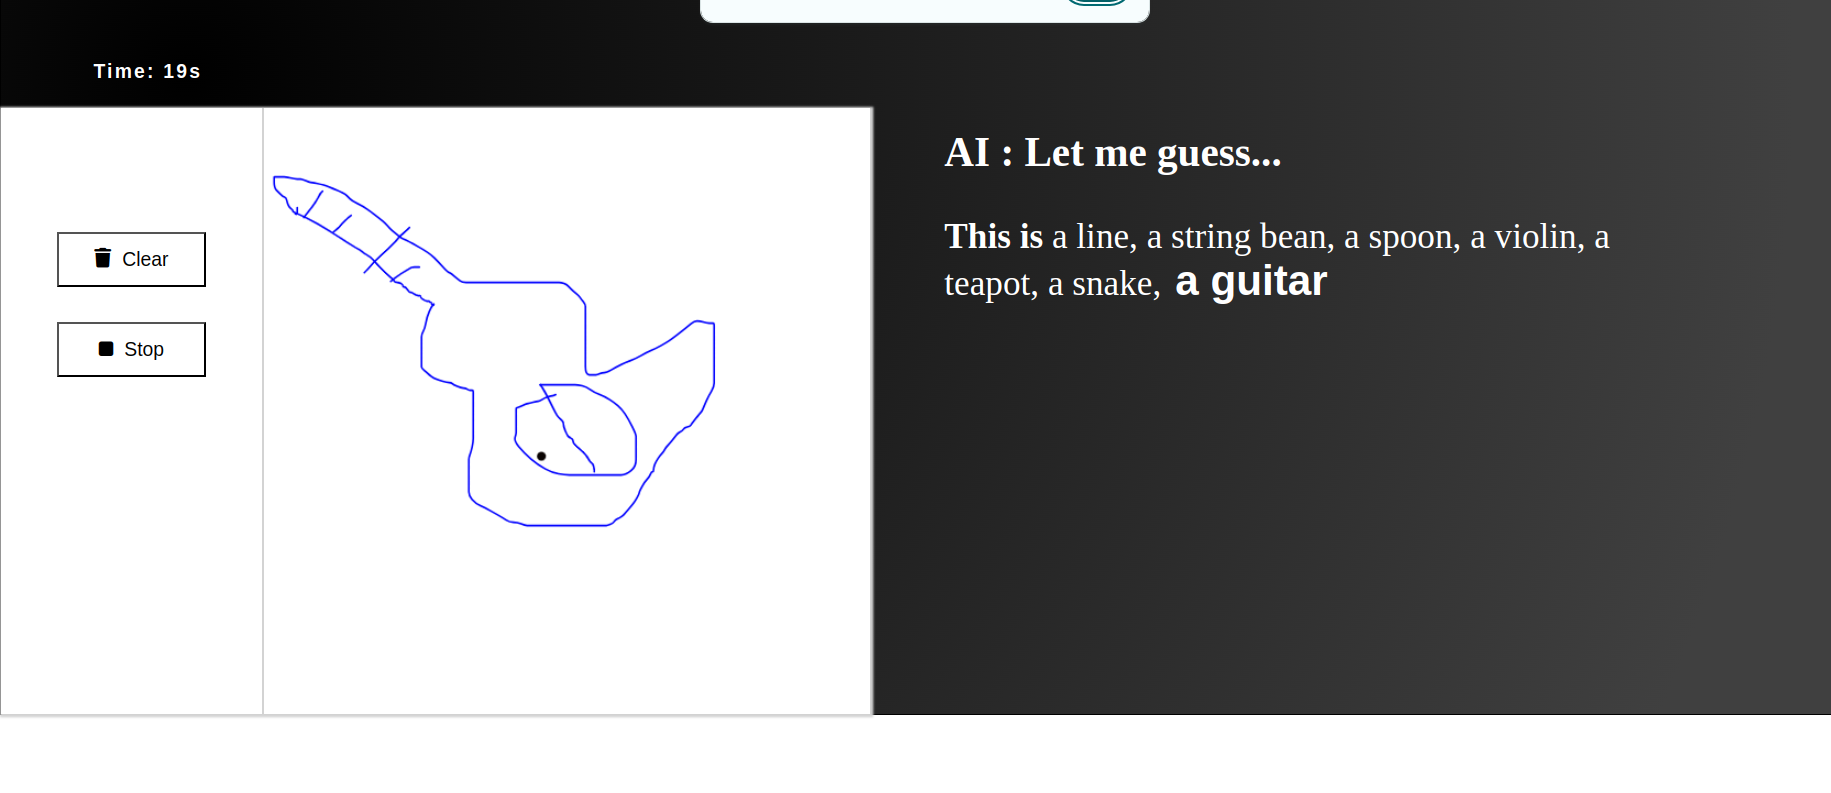 Time: 19s
Clear
Stop
AI : Let me guess...
This is a line, a string bean, a spoon, a violin, a
teapot, a snake, a guitar